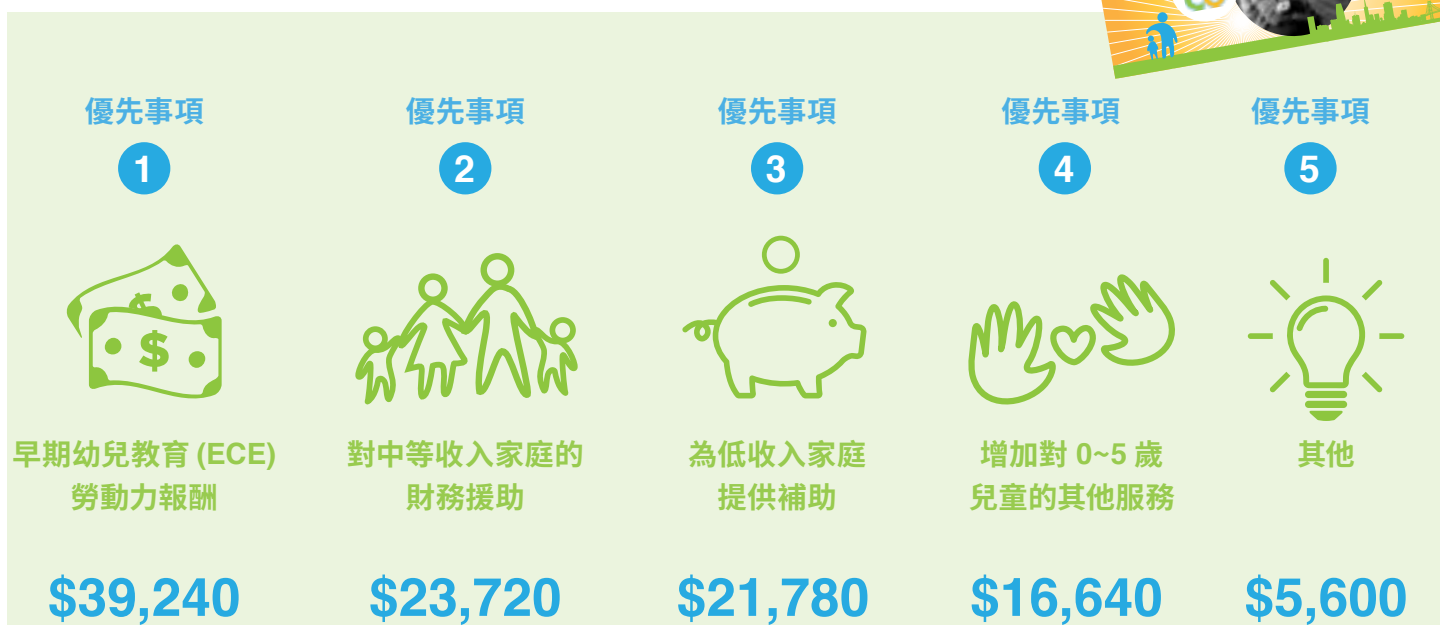 優先事項
1
早期幼兒教育 (ECE)
勞動力報酬
$39,240
優先事項
2
對中等收入家庭的
財務援助
$23,720
優先事項
3
為低收入家庭
提供補助
$21,780
優先事項
4
增加對 0~5 歲
兒童的其他服務
$16,640
優先事項
5
其他
$5,600